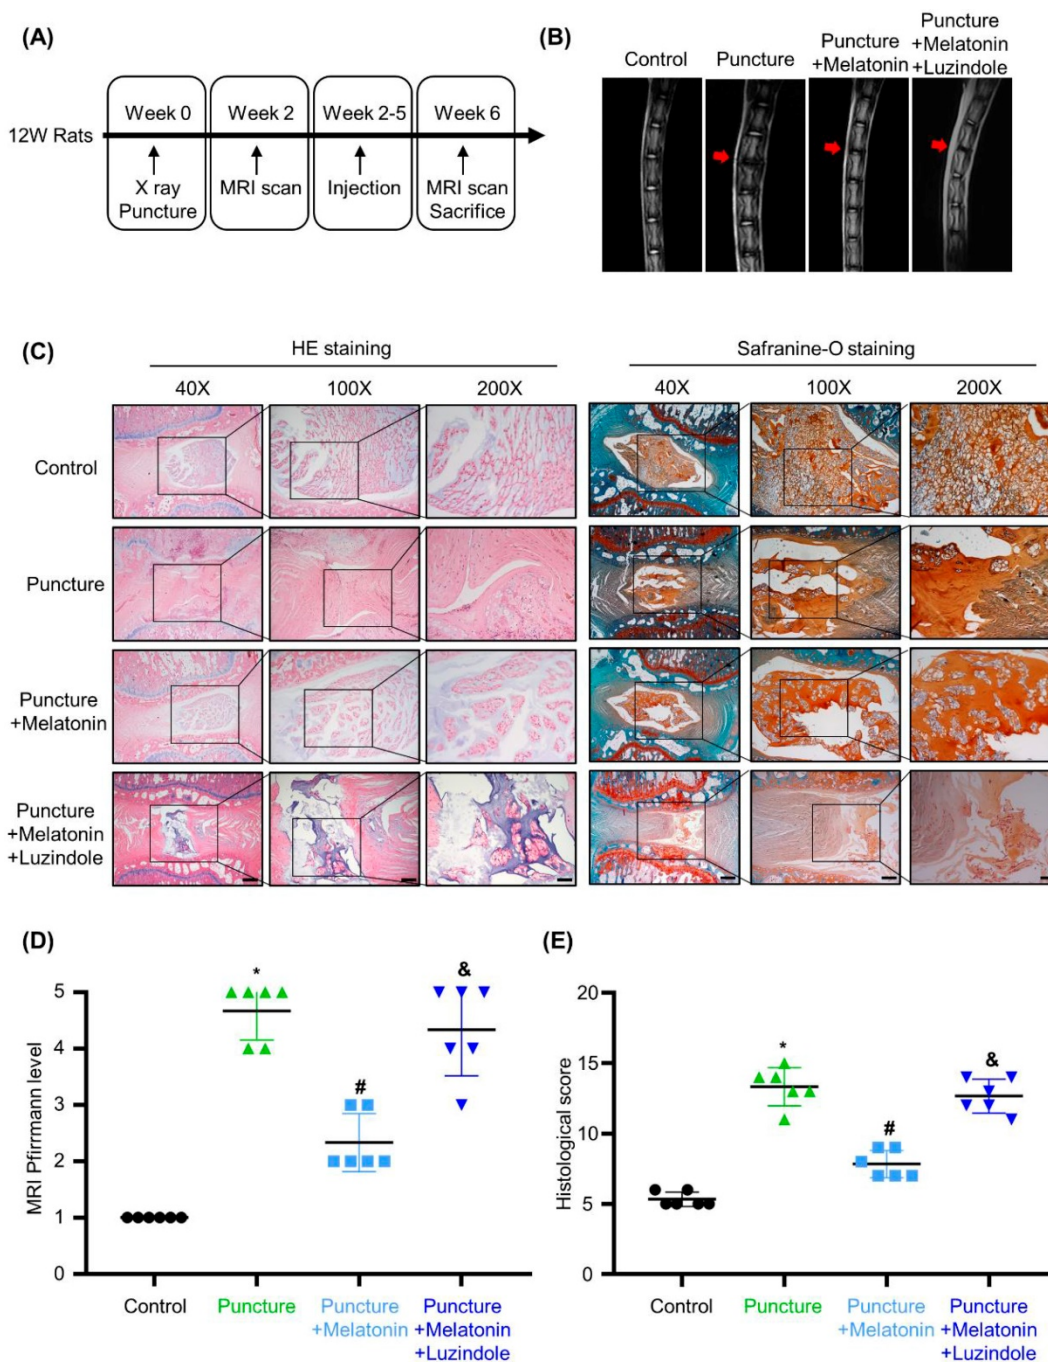 (A)
12W Rats
Week 0
Week 2
Week 2-5
Week 6
X ray
Puncture
MRI scan
Injection
MRI scan
Sacrifice
(B)
Control
Puncture
Puncture
+Melatonin
Puncture
+Melatonin
+Luzindole
(C)
HE staining
Safranine-O staining
40X
100X
200X
40X
100X
200X
Control
Puncture
Puncture
+Melatonin
Puncture
+Melatonin
+Luzindole
(D)
MRI Pfirrmann level
5
4
3
2
1
0
*
#
&
Control
Puncture
Puncture
+Melatonin
Puncture
+Melatonin
+Luzindole
(E)
Histological score
20
15
10
5
0
*
#
&
Control
Puncture
Puncture
+Melatonin
Puncture
+Melatonin
+Luzindole